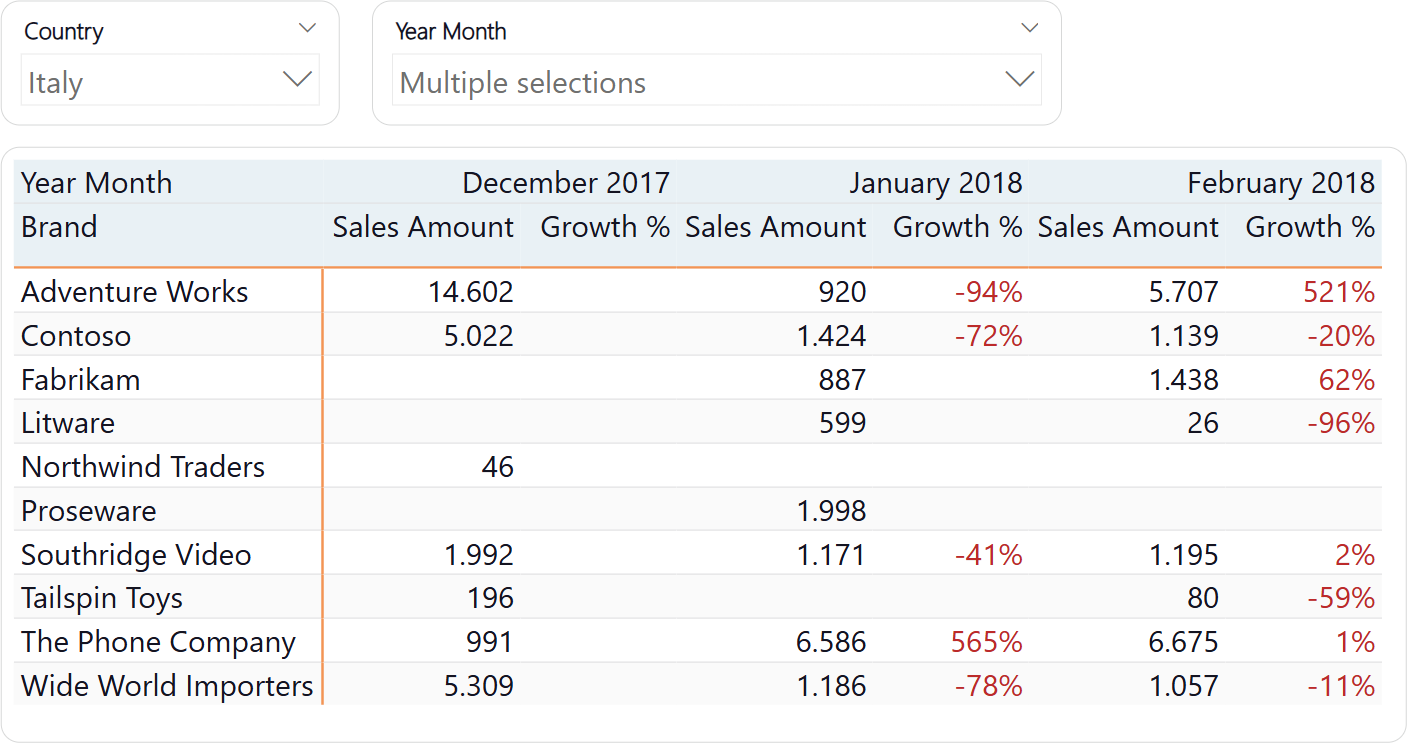 Country
Italy
Year Month
Multiple selections
Year Month December 2017 January 2018 February 2018
Brand Sales Amount Growth % Sales Amount Growth % Sales Amount Growth %
Adventure Works 14.602 920 -94% 5.707 521%
Contoso 5.022 1.424 -72% 1.139 -20%
Fabrikam 887 1.438 62%
Litware 599 26 -96%
Northwind Traders 46
Proseware 1.998
Southridge Video 1.992 1.171 -41% 1.195 2%
Tailspin Toys 196 80 -59%
The Phone Company 991 6.586 565% 6.675 1%
Wide World Importers 5.309 1.186 -78% 1.057 -11%